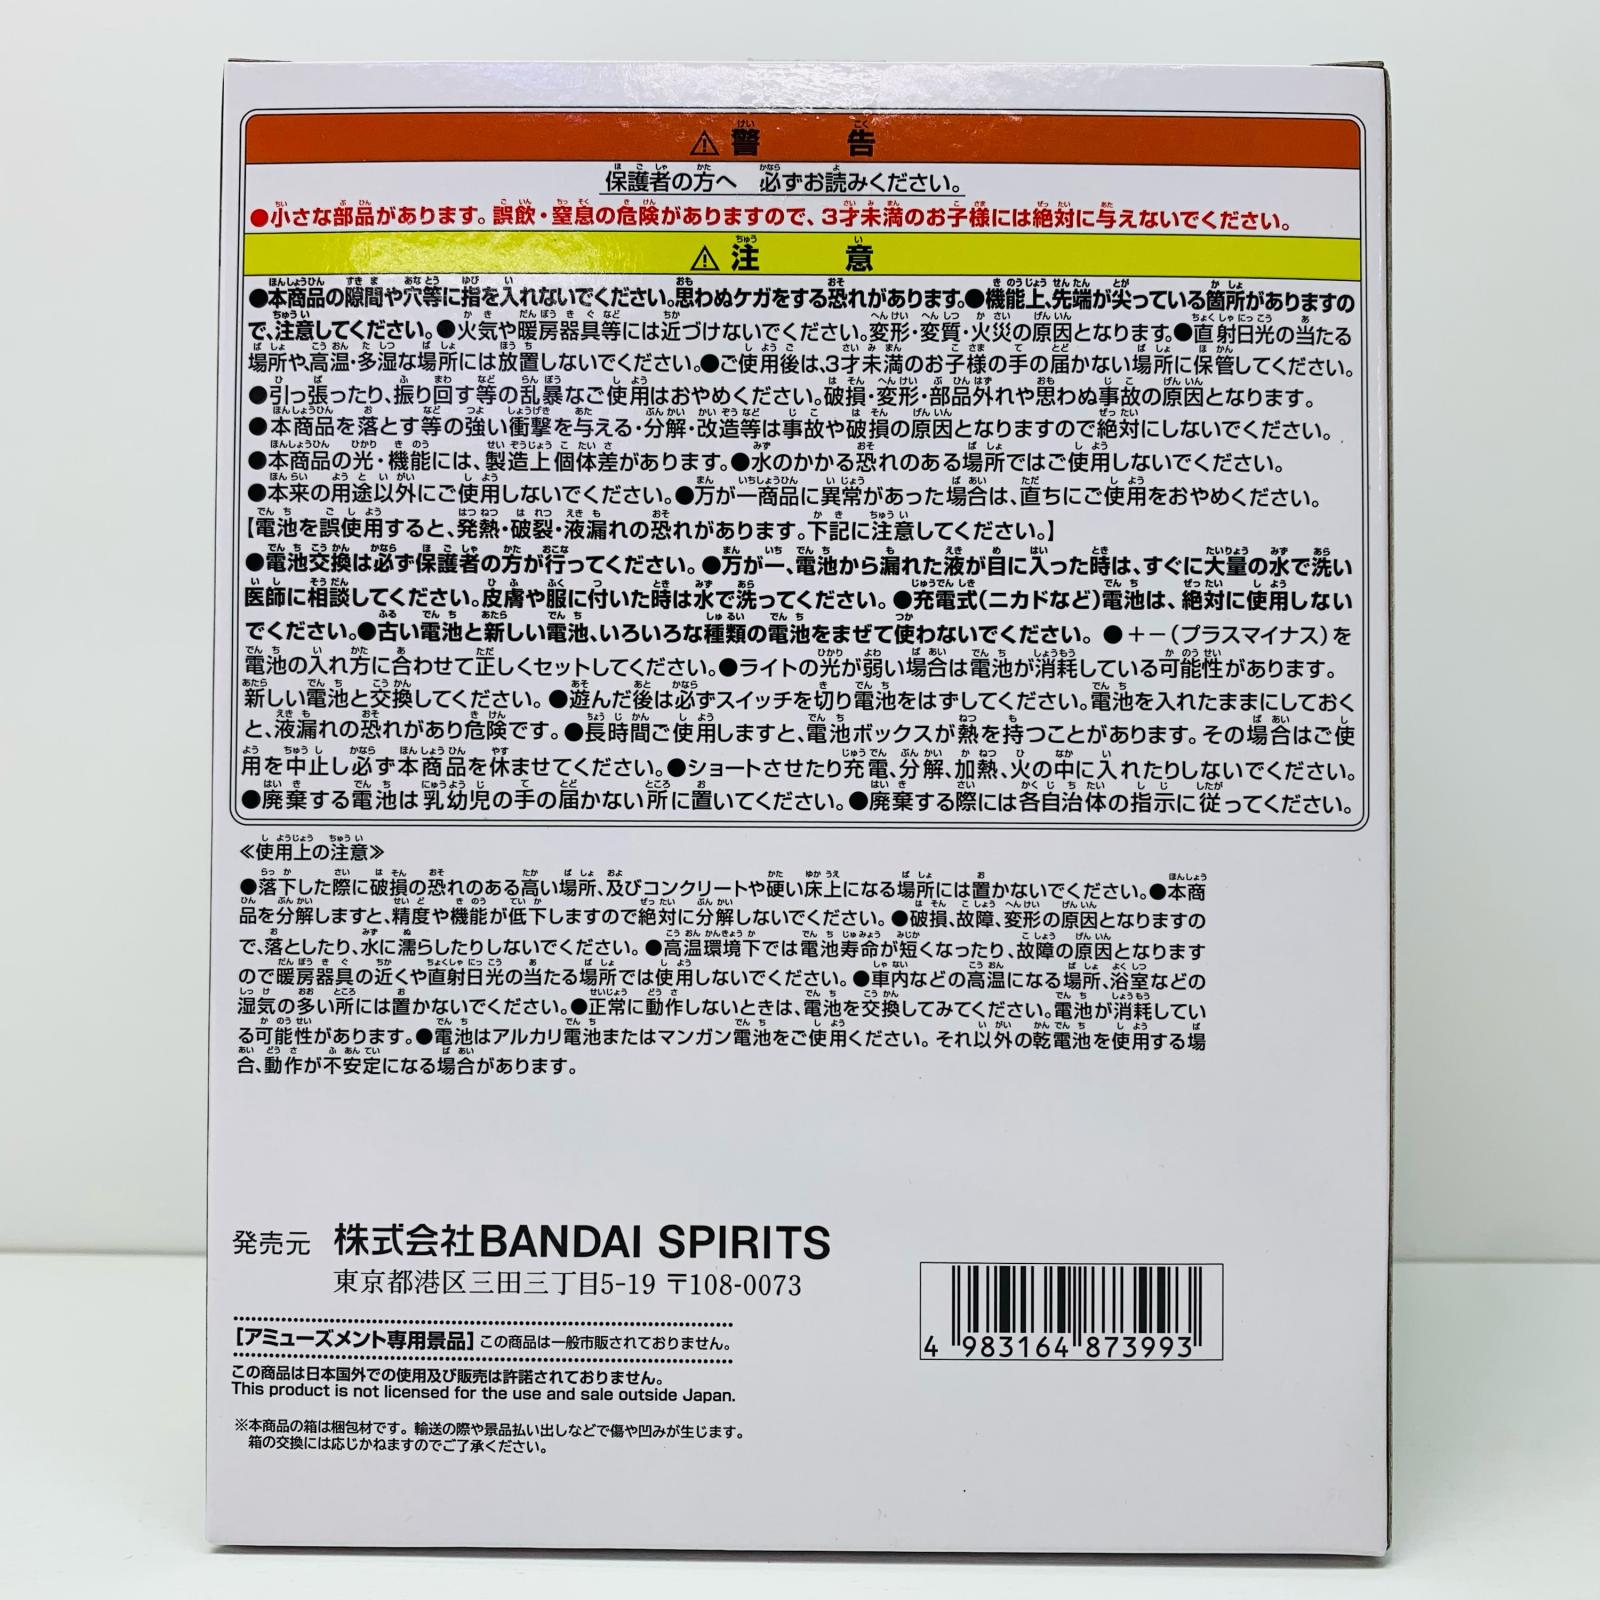 ⚠警告
保護者の方へ 必ずお読みください。
●小さな部品があります。誤飲・窒息の危険がありますので、3才未満のお子様には絶対に与えないでください。
⚠注意
●本商品の隙間や穴等に指を入れないでください。思わぬケガをする恐れがあります。●機能上、先端が尖っている箇所がありますの
で、注意してください。●火気や暖房器具等には近づけないでください。変形・変質・火災の原因となります。●直射日光の当たる
場所や、高温・多湿な場所には放置しないでください。●ご使用後は、3才未満のお子様の手の届かない場所に保管してください。
●引っ張ったり、振り回す等の乱暴なご使用はおやめください。破損・変形・部品外れや思わぬ事故の原因となります。
●本商品を落とす等の強い衝撃を与える・分解・改造等は事故や破損の原因となりますので絶対にしないでください。
●本商品の光・機能には、製造上個体差があります。●水のかかる恐れのある場所ではご使用しないでください。
●本来の用途以外にご使用しないでください。●万が一商品に異常があった場合は、直ちにご使用をおやめください。
【電池を誤使用すると、発熱・破裂・液漏れの恐れがあります。下記に注意してください。】
●電池交換は必ず保護者の方が行ってください。●万が一、電池から漏れた液が目に入った時は、すぐに大量の水で洗い
医師に相談してください。皮膚や服に付いた時は水で洗ってください。●充電式(ニカドなど)電池は、絶対に使用しない
でください。●古い電池と新しい電池、いろいろな種類の電池をまぜて使わないでください。●+−(プラスマイナス)を
電池の入れ方に合わせて正しくセットしてください。●ライトの光が弱い場合は電池が消耗している可能性があります。
新しい電池と交換してください。●遊んだ後は必ずスイッチを切り電池をはずしてください。電池を入れたままにしておく
と、液漏れの恐れがあり危険です。●長時間ご使用しますと、電池ボックスが熱を持つことがあります。その場合はご使
用を中止し必ず本商品を休ませてください。●ショートさせたり充電、分解、加熱、火の中に入れたりしないでください。
●廃棄する電池は乳幼児の手の届かない所に置いてください。●廃棄する際には各自治体の指示に従ってください。
≪使用上の注意≫
●落下した際に破損の恐れのある高い場所、及びコンクリートや硬い床上になる場所には置かないでください。●本商
品を分解しますと、精度や機能が低下しますので絶対に分解しないでください。●破損、故障、変形の原因となりますの
で、落としたり、水に濡らしたりしないでください。●高温環境下では電池寿命が短くなったり、故障の原因となります
ので暖房器具の近くや直射日光の当たる場所では使用しないでください。●車内などの高温になる場所、浴室などの
湿気の多い所には置かないでください。●正常に動作しないときは、電池を交換してみてください。電池が消耗してい
る可能性があります。●電池はアルカリ電池またはマンガン電池をご使用ください。それ以外の乾電池を使用する場
合、動作が不安定になる場合があります。
発売元 株式会社BANDAI SPIRITS
東京都港区三田三丁目5-19 〒108-0073
[アミューズメント専用景品]この商品は一般市販されておりません。
この商品は日本国外での使用及び販売は許諾されておりません。
This product is not licensed for the use and sale outside Japan.
※本商品の箱は梱包材です。輸送の際や景品払い出しなどで傷や凹みが生じます。
箱の交換には応じかねますのでご了承ください。
4 983164 873993